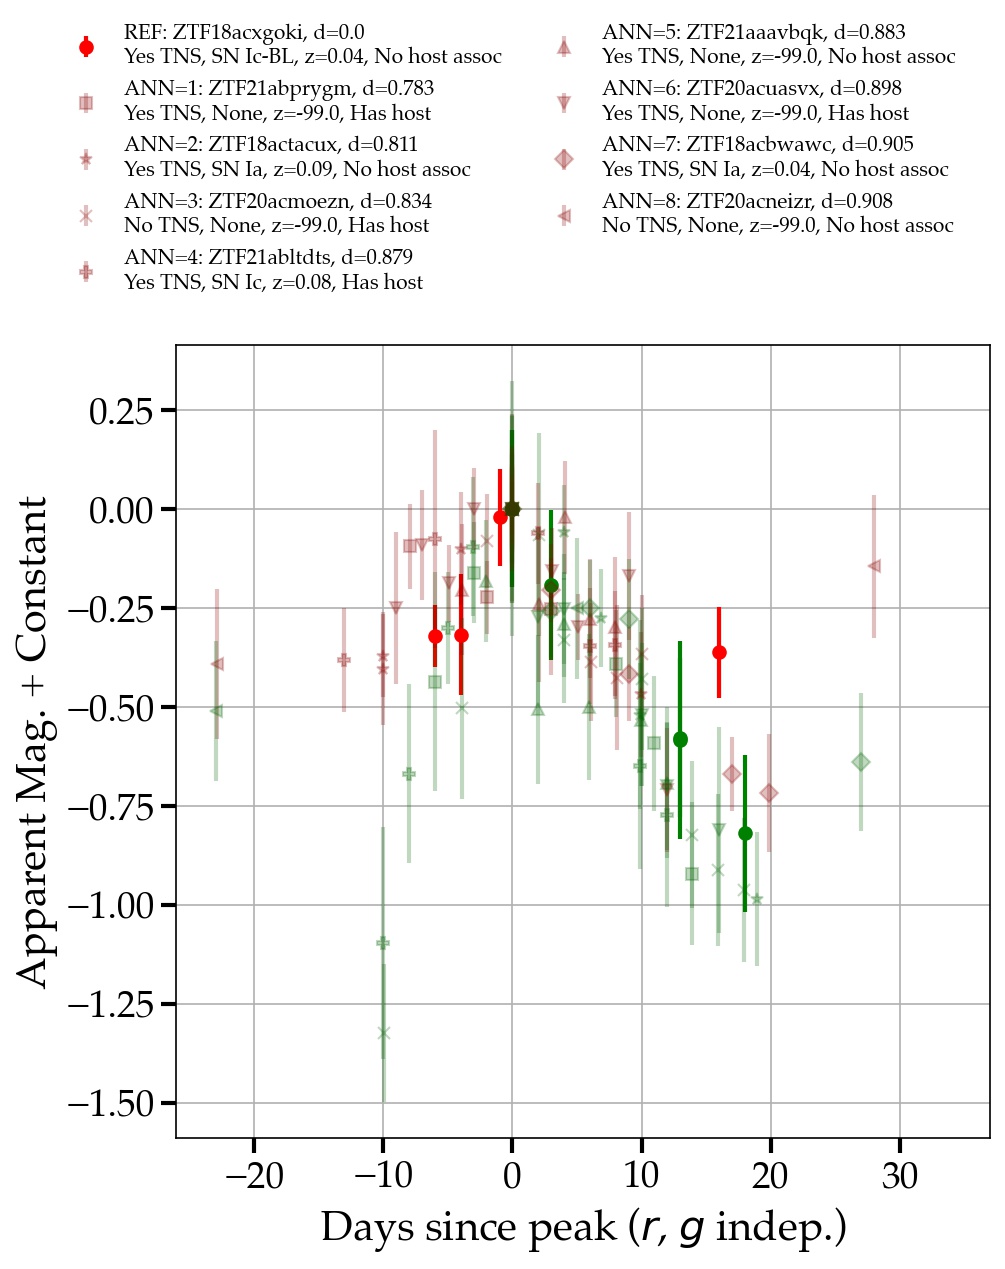 REF: ZTF18acxgoki, d=0.0
Yes TNS, SN Ic-BL, z=0.04, No host assoc
ANN=1: ZTF21abprygm, d=0.783
Yes TNS, None, z=-99.0, Has host
ANN=2: ZTF18actacux, d=0.811
Yes TNS, SN Ia, z=0.09, No host assoc
ANN=3: ZTF20acmoezn, d=0.834
No TNS, None, z=-99.0, Has host
ANN=4: ZTF21abltdts, d=0.879
Yes TNS, SN Ic, z=0.08, Has host
ANN=5: ZTF21aaavbqk, d=0.883
Yes TNS, None, z=-99.0, No host assoc
ANN=6: ZTF20acuasvx, d=0.898
Yes TNS, None, z=-99.0, No host assoc
ANN=7: ZTF18acbwawc, d=0.905
Yes TNS, SN Ia, z=0.04, No host assoc
ANN=8: ZTF20acneizr, d=0.908
No TNS, None, z=-99.0, No host assoc
Apparent Mag. + Constant
0.25
0.00
−0.25
−0.50
−0.75
−1.00
−1.25
−1.50
−20
−10
0
10
20
30
Days since peak (r, g indep.)